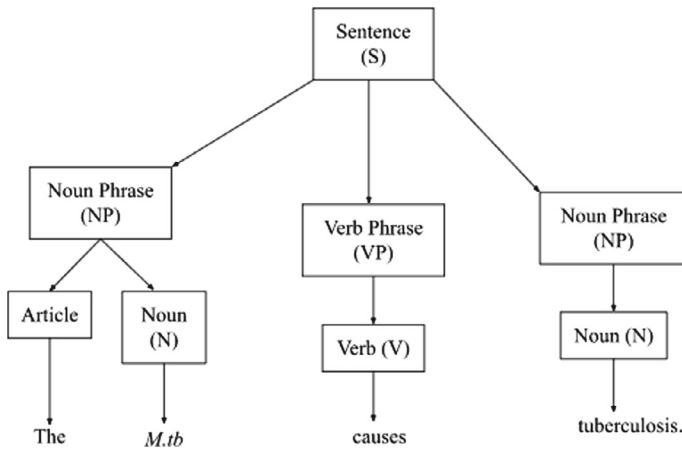 Sentence
(S)
Noun Phrase
(NP)
Verb Phrase
(VP)
Noun Phrase
(NP)
Article
Noun
(N)
Verb (V)
Noun (N)
The
M.tb
causes
tuberculosis.